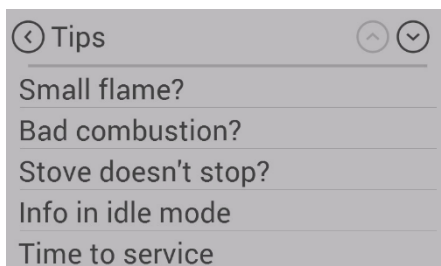 Tips
Small flame?
Bad combustion?
Stove doesn't stop?
Info in idle mode
Time to service